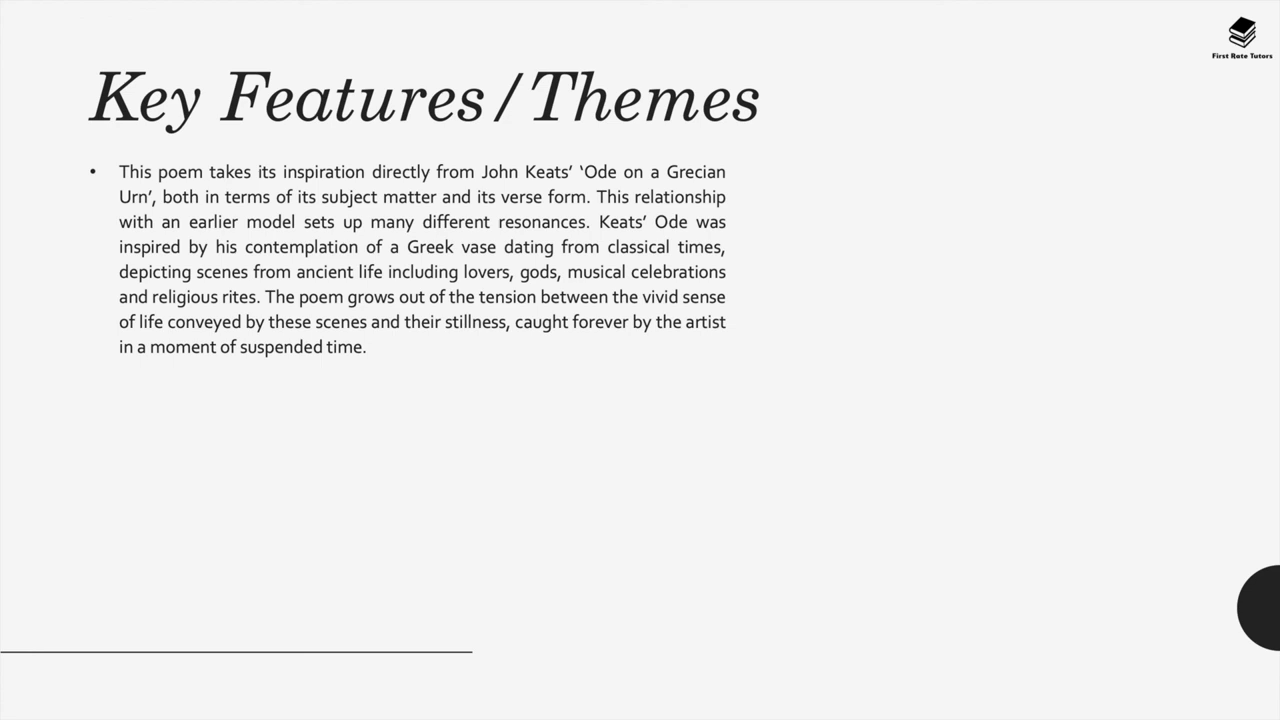 First Rate Tutors
Key Features/Themes
• This poem takes its inspiration directly from John Keats’ ‘Ode on a Grecian
Urn’, both in terms of its subject matter and its verse form. This relationship
with an earlier model sets up many different resonances. Keats’ Ode was
inspired by his contemplation of a Greek vase dating from classical times,
depicting scenes from ancient life including lovers, gods, musical celebrations
and religious rites. The poem grows out of the tension between the vivid sense
of life conveyed by these scenes and their stillness, caught forever by the artist
in a moment of suspended time.